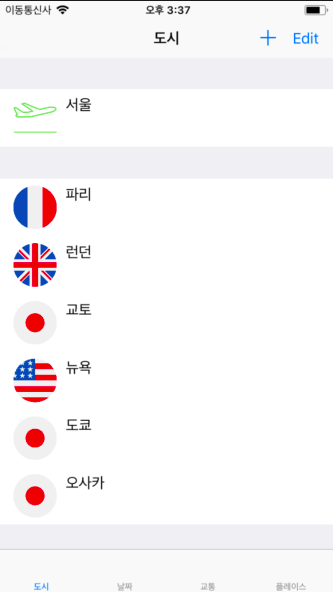 이동통신사 오후 3:37
도시 + Edit
서울
파리
런던
교토
뉴욕
도쿄
오사카
도시 날짜 교통 플레이스